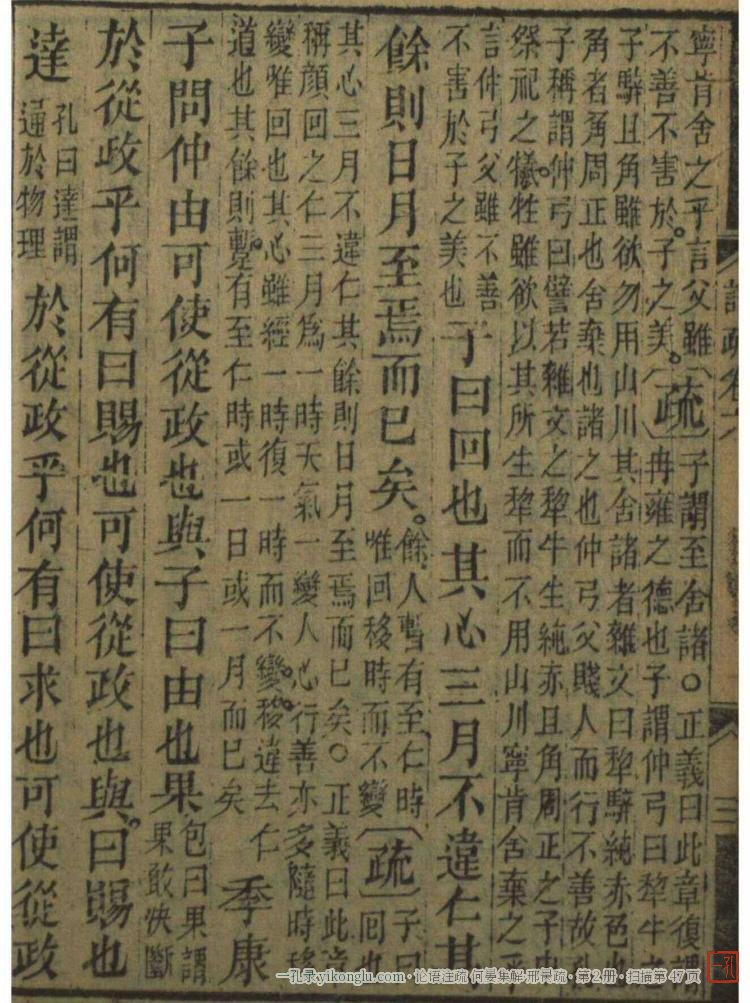 寧肯舍之乎言父雖
不善不害於子之美。
〔疏〕子謂至舍諸○正義曰此章復謂
冉雍之德也子謂仲弓曰犂牛之
子騂且角雖欲勿用山川其舍諸者雜文曰犂騂純赤色也
角者角周正也舍棄也諸之也仲弓父賤人而行不善故孔
子稱謂仲弓曰譬若雜文之犂牛生純赤且角周正之子中
祭祀之犧。牲雖欲以其所生犂而不用山川寧肯舍棄之乎
言仲弓父雖不善
不害於子之美也
子曰回也其心三月不違仁其
餘則日月至焉而已矣。
餘人暫有至仁時
唯回移時而不變
〔疏〕子曰
回也
其心三月不違仁其餘則日月至焉而已矣○正義曰此章
稱顔回之仁三月爲一時天氣一變人心行善亦多隨時移
變唯回也其心雖經一時復一時而不變。移違去仁
道也其餘則蹔。有至仁時或一日或一月而已矣
季康
子問仲由可使從政也與子曰由也果
包曰果謂
果敢快斷
於從政乎何有曰賜也可使從政也與。曰賜也
達
孔曰達謂
通於物理
於從政乎何有曰求也可使從政
三
一孔录yikonglu.com · 论语注疏 何晏集解 邢昺疏 · 第2册 · 扫描第 47页
孔